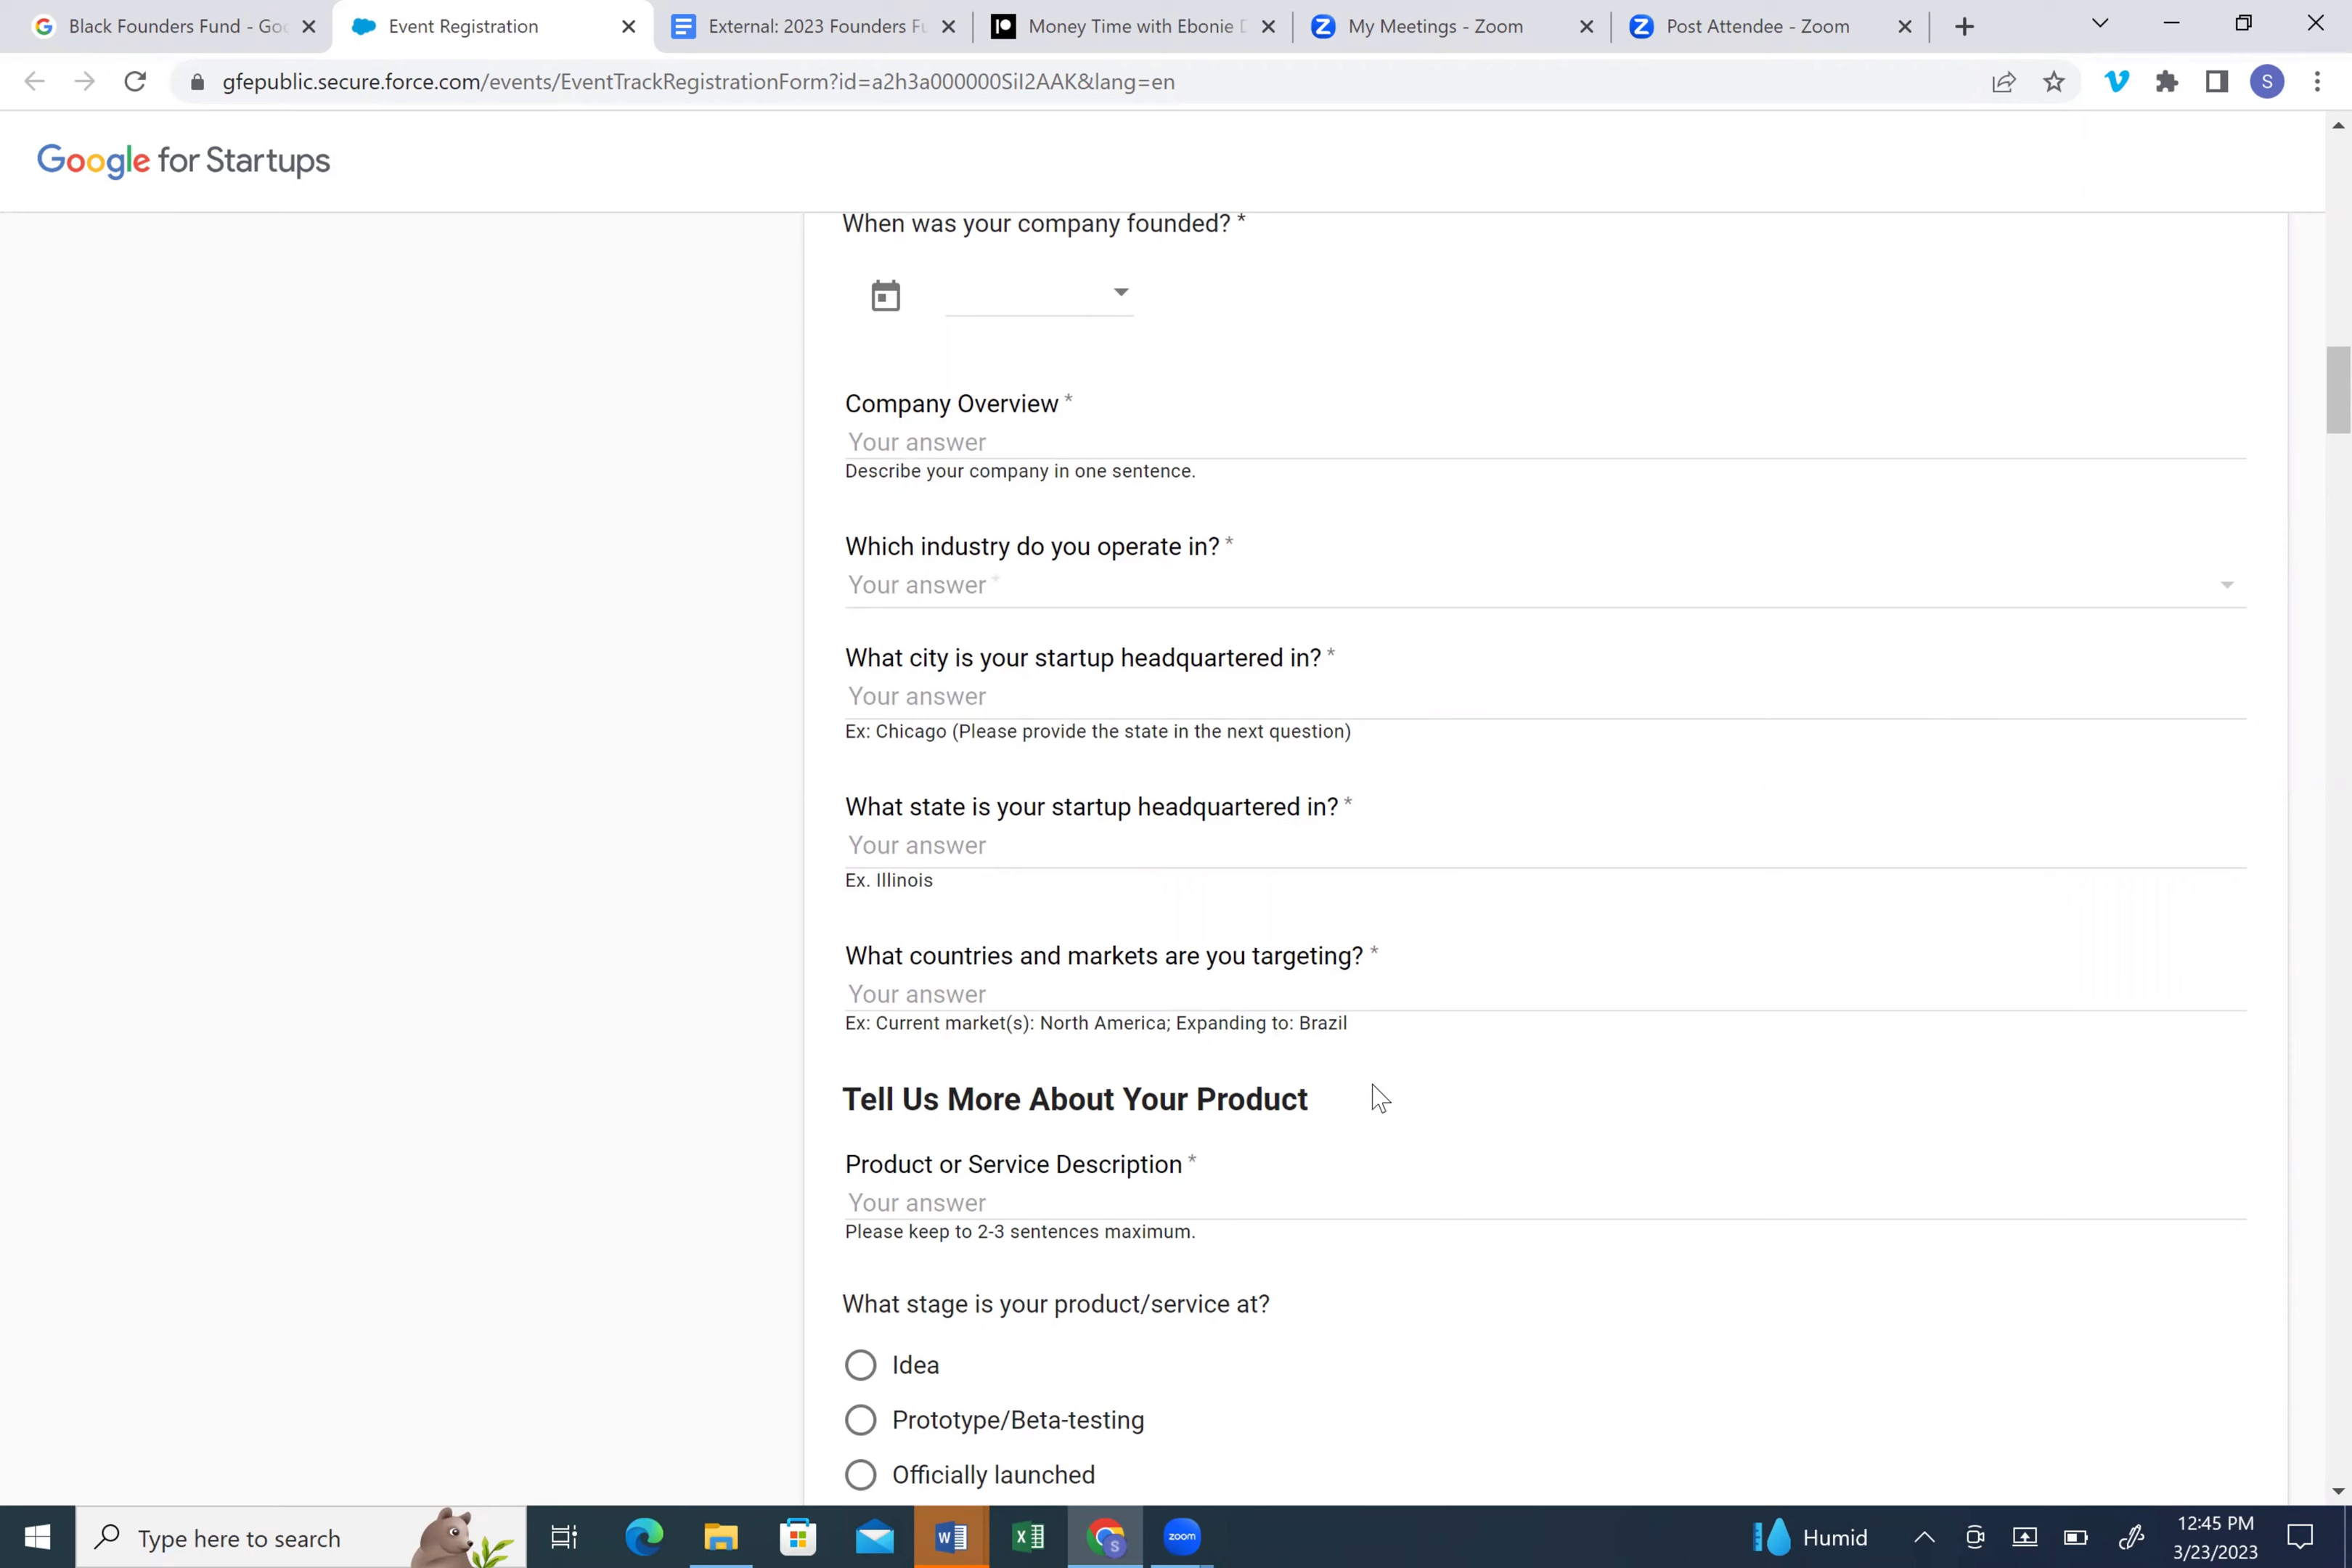 Black Founders Fund - Goo
Event Registration
External: 2023 Founders Fu
Money Time with Ebonie D
My Meetings - Zoom
Post Attendee - Zoom
gfepublic.secure.force.com/events/EventTrackRegistrationForm?id=a2h3a000000SiI2AAK&lang=en
S
Google for Startups
When was your company founded? *
Company Overview *
Your answer
Describe your company in one sentence.
Which industry do you operate in? *
Your answer *
What city is your startup headquartered in? *
Your answer
Ex: Chicago (Please provide the state in the next question)
What state is your startup headquartered in? *
Your answer
Ex. Illinois
What countries and markets are you targeting? *
Your answer
Ex: Current market(s): North America; Expanding to: Brazil
Tell Us More About Your Product
Product or Service Description *
Your answer
Please keep to 2-3 sentences maximum.
What stage is your product/service at?
Idea
Prototype/Beta-testing
Officially launched
Type here to search
zoom
Humid
12:45 PM
3/23/2023